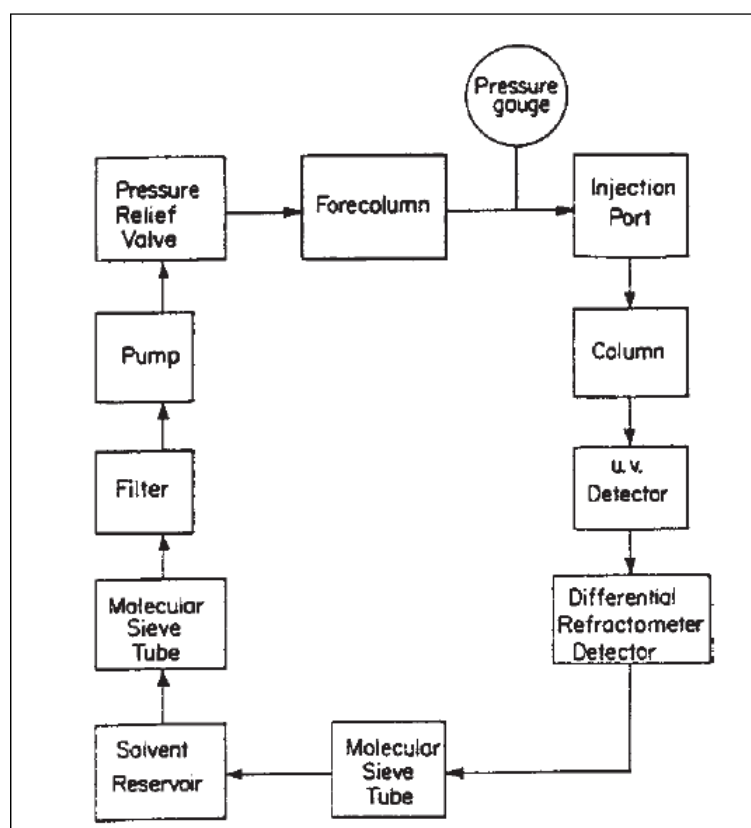 Pressure
gouge
Pressure
Relief
Valve
Forecolumn
Injection
Port
Pump
Column
Filter
u.v.
Detector
Molecular
Sieve
Tube
Differential
Refractometer
Detector
Solvent
Reservoir
Molecular
Sieve
Tube